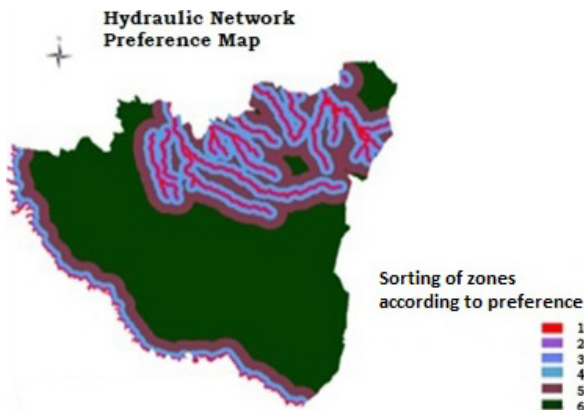 Hydraulic Network
Preference Map
Sorting of zones
according to preference
1
2
3
4
5
6